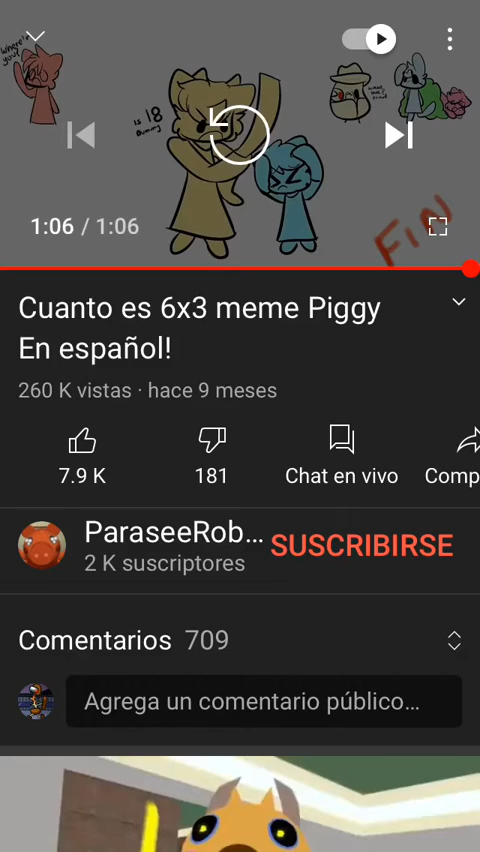 Where's
you!
is 18
Dummy
FIN
1:06 / 1:06
Cuanto es 6x3 meme Piggy
En español!
260 K vistas · hace 9 meses
7.9 K
181
Chat en vivo
Comp
ParaseeRob...
2 K suscriptores
SUSCRIBIRSE
Comentarios 709
Agrega un comentario público...